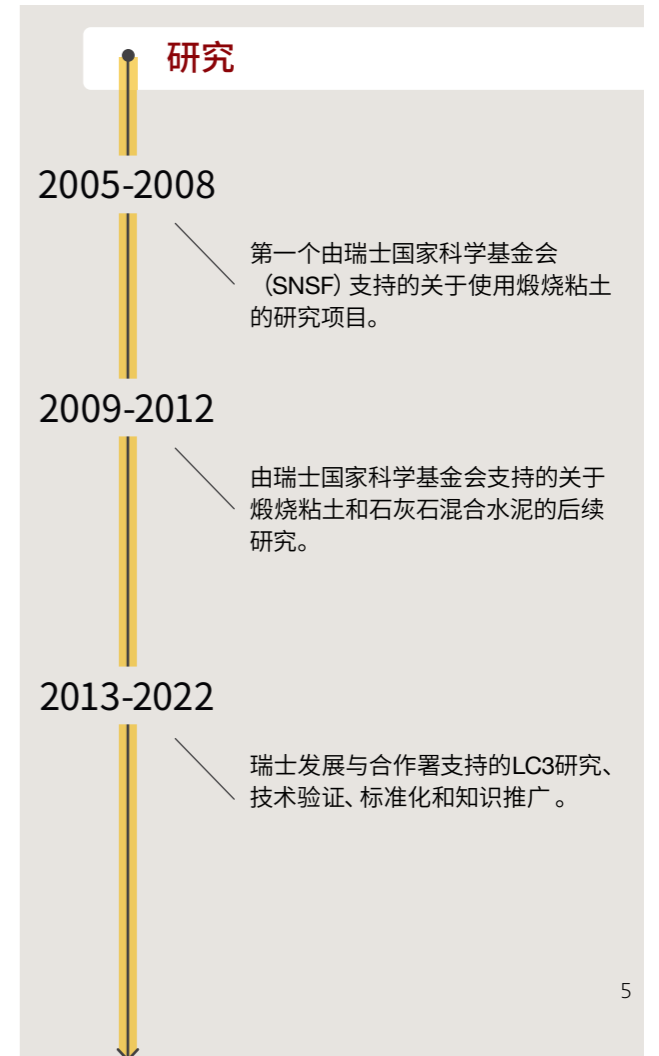 研究
2005-2008
第一个由瑞士国家科学基金会
（SNSF）支持的关于使用煅烧粘土
的研究项目。
2009-2012
由瑞士国家科学基金会支持的关于
煅烧粘土和石灰石混合水泥的后续
研究。
2013-2022
瑞士发展与合作署支持的LC3研究、
技术验证、标准化和知识推广 。
5